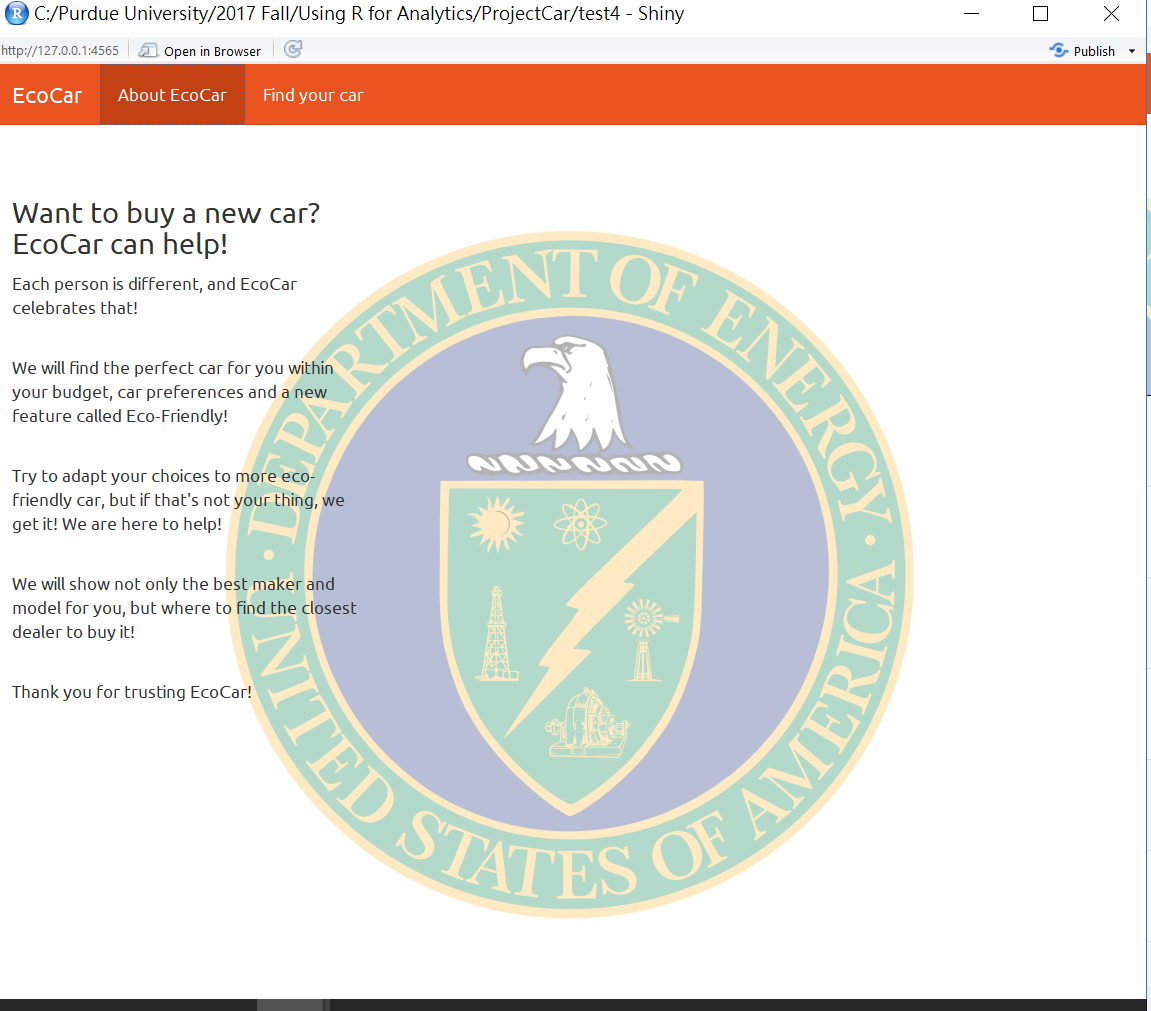 C:/Purdue University/2017 Fall/Using R for Analytics/ProjectCar/test4 - Shiny
http://127.0.0.1:4565 Open in Browser Publish
EcoCar About EcoCar Find your car
Want to buy a new car?
EcoCar can help!
Each person is different, and EcoCar
celebrates that!
We will find the perfect car for you within
your budget, car preferences and a new
feature called Eco-Friendly!
Try to adapt your choices to more eco-
friendly car, but if that's not your thing, we
get it! We are here to help!
We will show not only the best maker and
model for you, but where to find the closest
dealer to buy it!
Thank you for trusting EcoCar!
DEPARTMENT OF ENERGY
UNITED STATES OF AMERICA